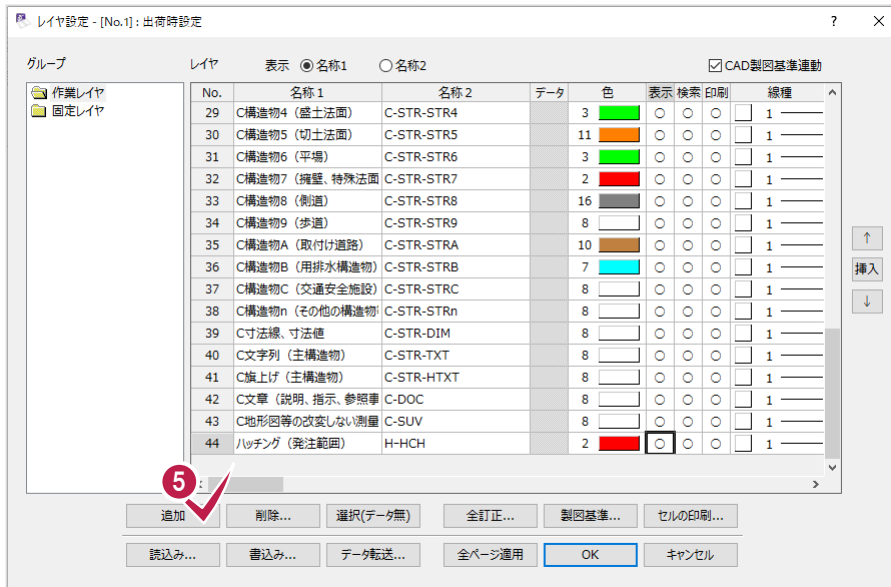 レイヤ設定 - [No.1] : 出荷時設定 ? ×
グループ
作業レイヤ
固定レイヤ
レイヤ 表示 名称1 名称2 CAD製図基準連動
No. 名称1 名称2 データ 色 表示 検索 印刷 線種
29 C構造物4（盛土法面） C-STR-STR4 3 ○ ○ ○ 1
30 C構造物5（切土法面） C-STR-STR5 11 ○ ○ ○ 1
31 C構造物6（平場） C-STR-STR6 3 ○ ○ ○ 1
32 C構造物7（擁壁、特殊法面 C-STR-STR7 2 ○ ○ ○ 1
33 C構造物8（側道） C-STR-STR8 16 ○ ○ ○ 1
34 C構造物9（歩道） C-STR-STR9 8 ○ ○ ○ 1
35 C構造物A（取付け道路） C-STR-STRA 10 ○ ○ ○ 1
36 C構造物B（用排水構造物） C-STR-STRB 7 ○ ○ ○ 1
37 C構造物C（交通安全施設） C-STR-STRC 8 ○ ○ ○ 1
38 C構造物n（その他の構造物 C-STR-STRn 8 ○ ○ ○ 1
39 C寸法線、寸法値 C-STR-DIM 8 ○ ○ ○ 1
40 C文字列（主構造物） C-STR-TXT 8 ○ ○ ○ 1
41 C旗上げ（主構造物） C-STR-HTXT 8 ○ ○ ○ 1
42 C文章（説明、指示、参照事 C-DOC 8 ○ ○ ○ 1
43 C地形図等の改変しない測量 C-SUV 8 ○ ○ ○ 1
44 ハッチング（発注範囲） H-HCH 2 ○ ○ ○ 1
↑
挿入
↓
5
追加 削除... 選択(データ無) 全訂正... 製図基準... セルの印刷...
読込み... 書込み... データ転送... 全ページ適用 OK キャンセル